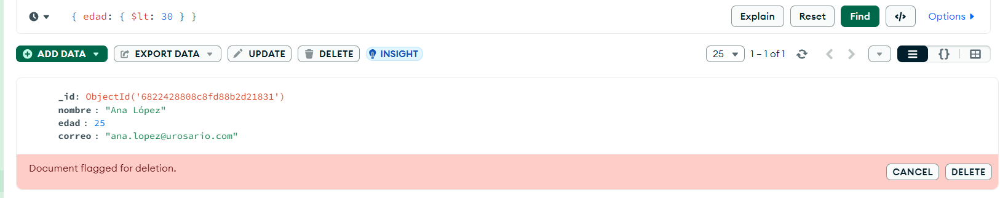 { edad: { $lt: 30 } }
Explain Reset Find </> Options
ADD DATA EXPORT DATA UPDATE DELETE INSIGHT 25 1 – 1 of 1 {}
_id: ObjectId('6822428808c8fd88b2d21831')
nombre : "Ana López"
edad : 25
correo : "ana.lopez@urosario.com"
Document flagged for deletion.
CANCEL DELETE